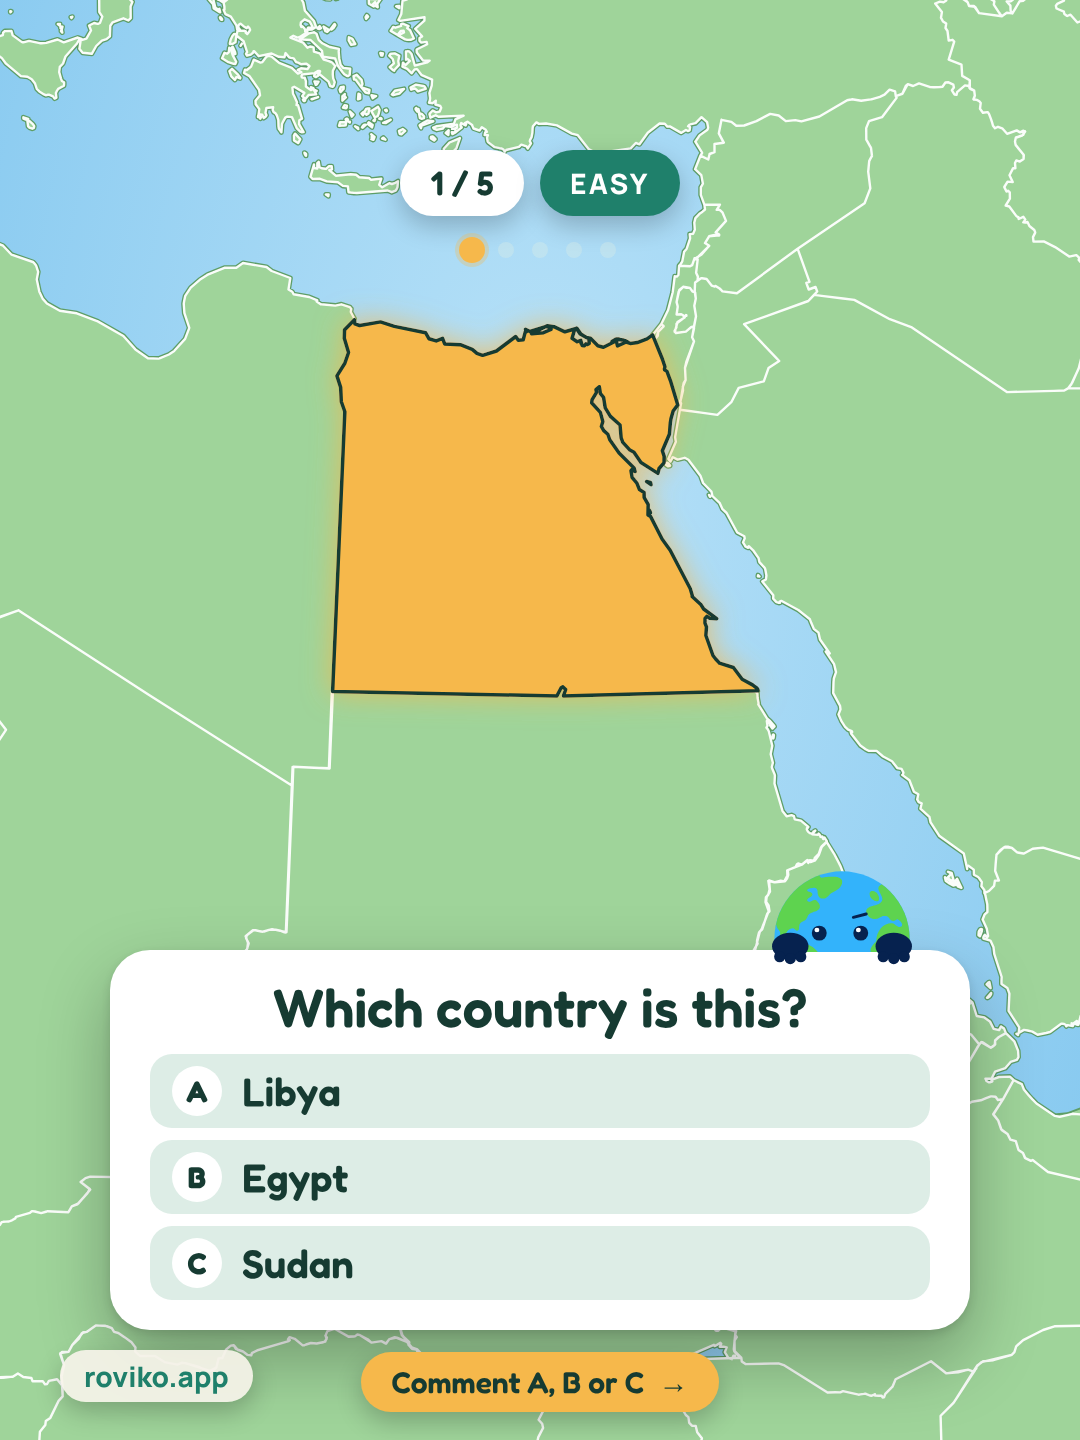 1 / 5
EASY
Which country is this?
A Libya
B Egypt
C Sudan
roviko.app
Comment A, B or C →